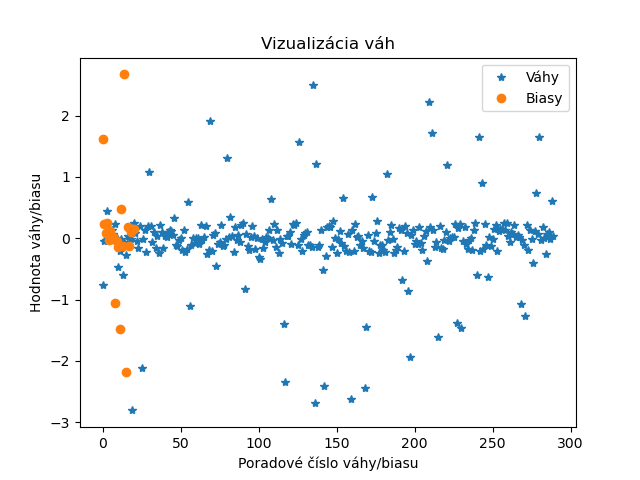 Vizualizácia váh
Váhy
Biasy
Hodnota váhy/biasu
2
1
0
−1
−2
−3
0
50
100
150
200
250
300
Poradové číslo váhy/biasu